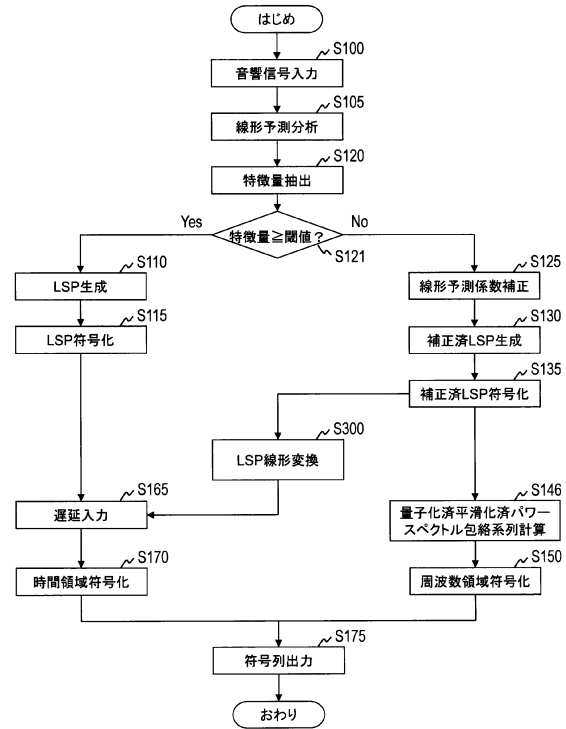 はじめ
S100
音響信号入力
S105
線形予測分析
S120
特徴量抽出
Yes
No
特徴量≧閾値？
S121
S110
LSP生成
S125
線形予測係数補正
S115
LSP符号化
S130
補正済LSP生成
S135
補正済LSP符号化
S300
LSP線形変換
S165
遅延入力
S146
量子化済平滑化済パワー
スペクトル包絡系列計算
S170
時間領域符号化
S150
周波数領域符号化
S175
符号列出力
おわり